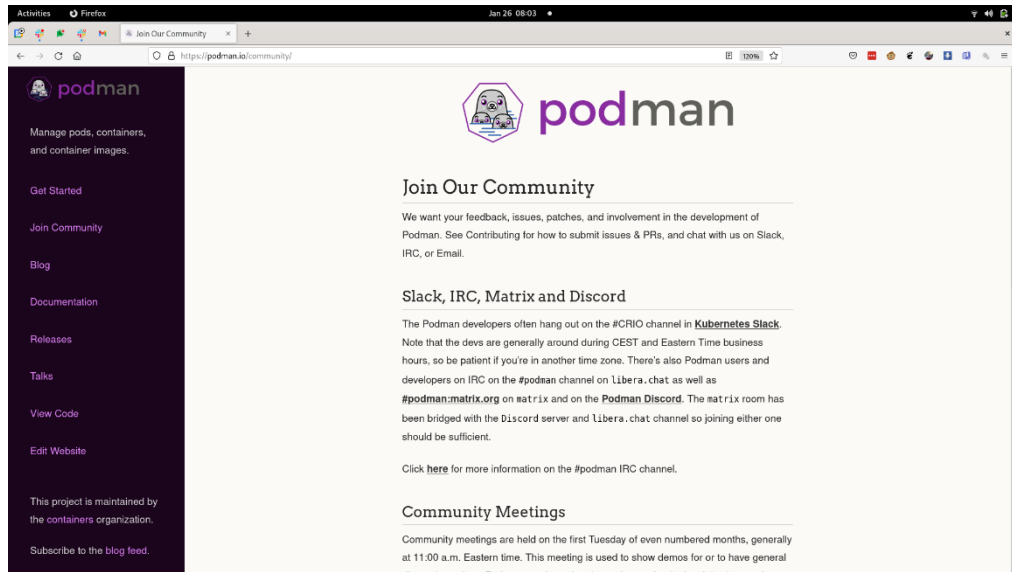 Activities
Firefox
Jan 26 08:03
Join Our Community
https://podman.io/community/
120%
podman
Manage pods, containers,
and container images.
Get Started
Join Community
Blog
Documentation
Releases
Talks
View Code
Edit Website
This project is maintained by
the containers organization.
Subscribe to the blog feed.
podman
Join Our Community
We want your feedback, issues, patches, and involvement in the development of
Podman. See Contributing for how to submit issues & PRs, and chat with us on Slack,
IRC, or Email.
Slack, IRC, Matrix and Discord
The Podman developers often hang out on the #CRIO channel in Kubernetes Slack.
Note that the devs are generally around during CEST and Eastern Time business
hours, so be patient if you're in another time zone. There's also Podman users and
developers on IRC on the #podman channel on libera.chat as well as
#podman:matrix.org on matrix and on the Podman Discord. The matrix room has
been bridged with the Discord server and libera.chat channel so joining either one
should be sufficient.
Click here for more information on the #podman IRC channel.
Community Meetings
Community meetings are held on the first Tuesday of even numbered months, generally
at 11:00 a.m. Eastern time. This meeting is used to show demos for or to have general